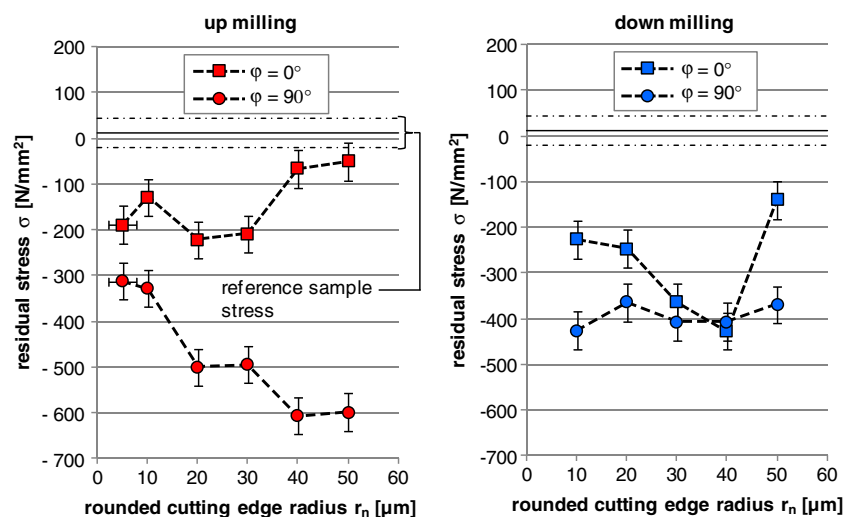 up milling
down milling
200
100
0
- 100
- 200
- 300
- 400
- 500
- 600
- 700
residual stress σ [N/mm²]
φ = 0°
φ = 90°
reference sample
stress
0
10
20
30
40
50
60
rounded cutting edge radius rₙ [µm]
200
100
0
-100
-200
-300
-400
-500
-600
-700
residual stress σ [N/mm²]
φ = 0°
φ = 90°
0
10
20
30
40
50
60
rounded cutting edge radius rₙ [µm]